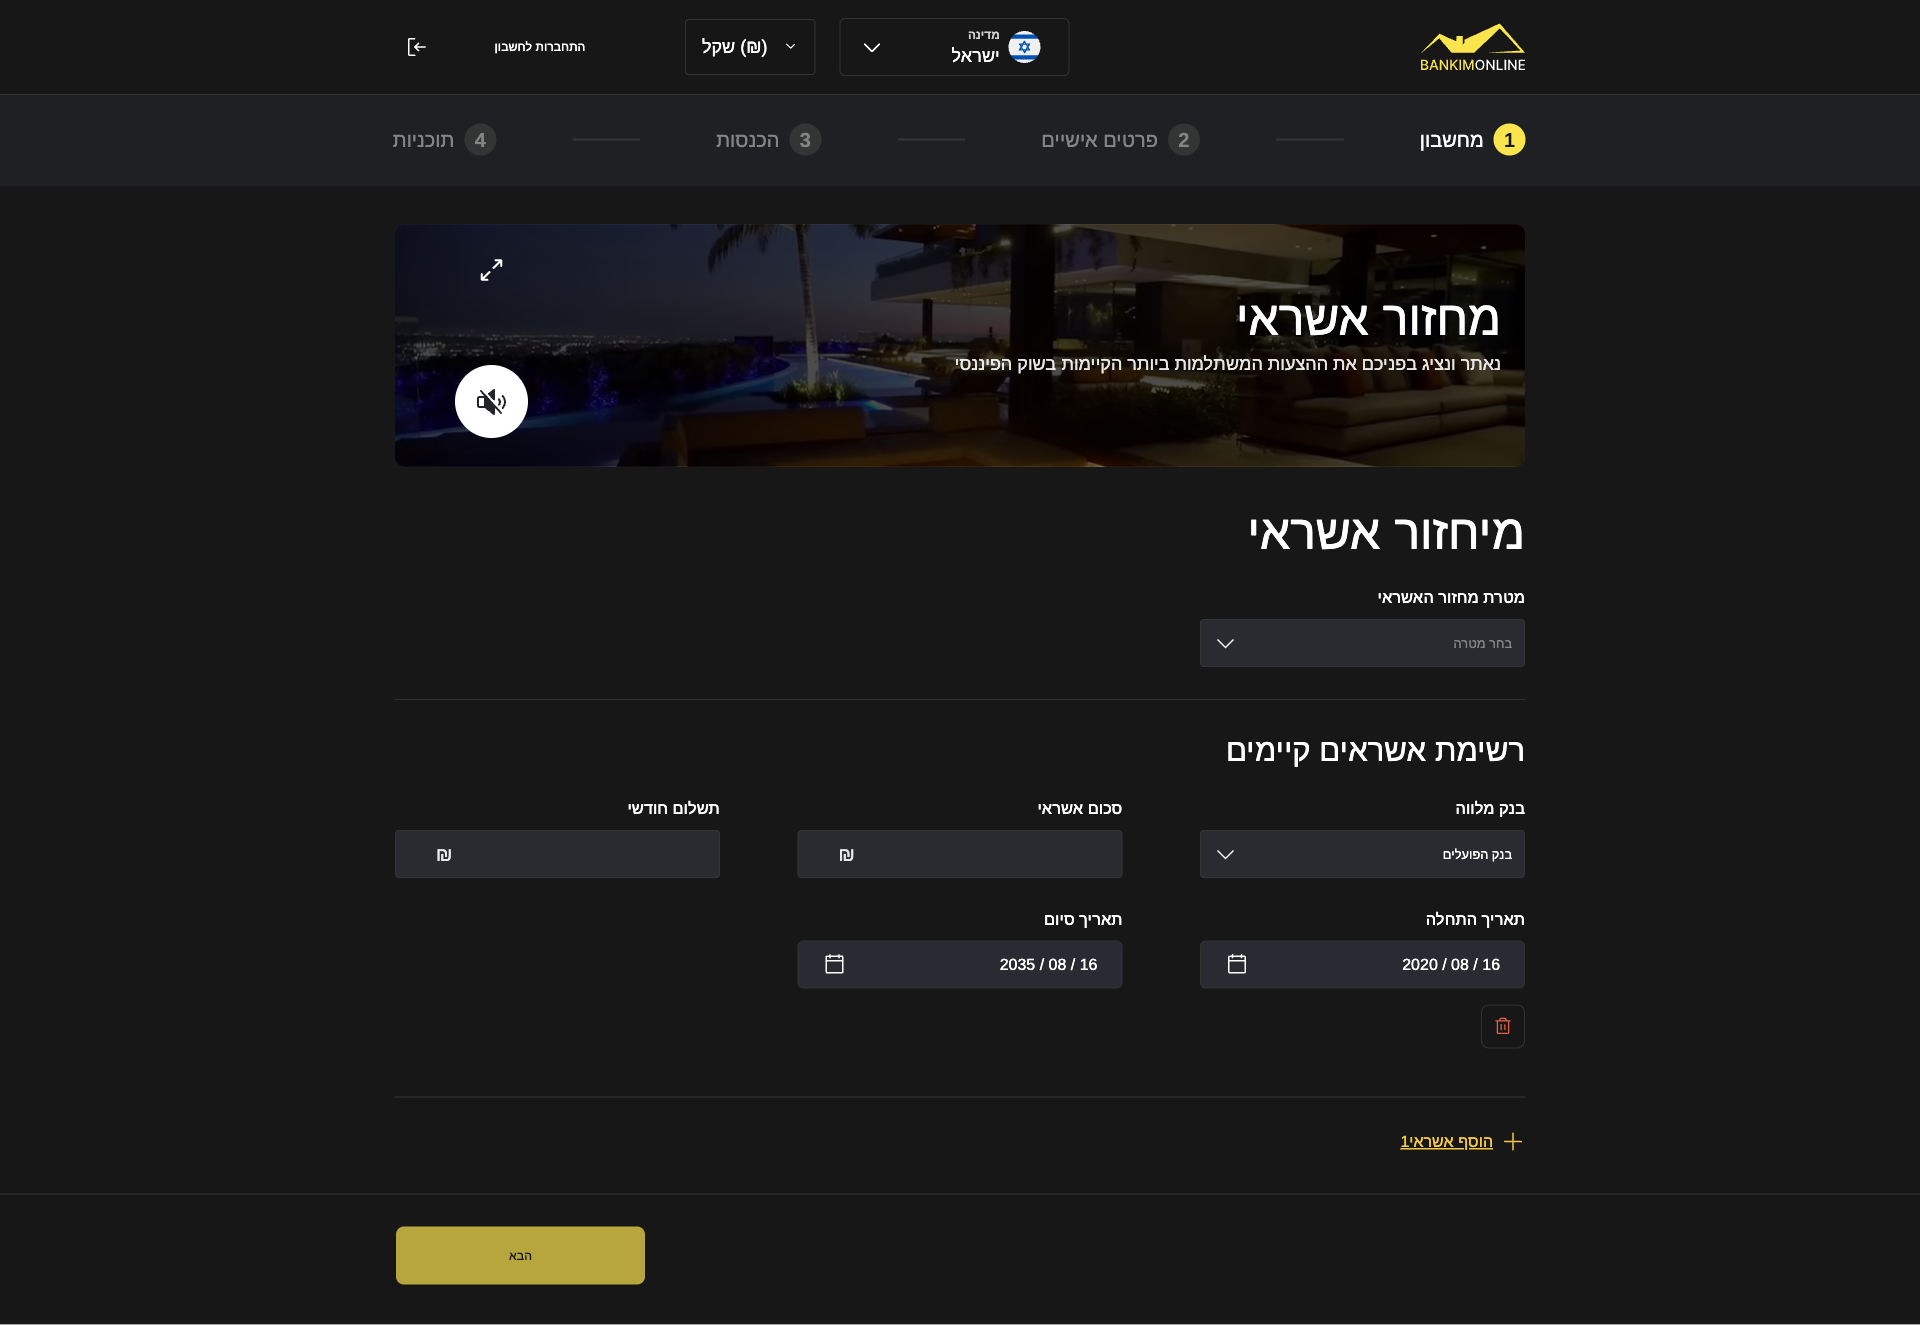 BANKIMONLINE
מדינה
ישראל
שקל (₪)
התחברות לחשבון
1 מחשבון
2 פרטים אישיים
3 הכנסות
4 תוכניות
מחזור אשראי
נאתר ונציג בפניכם את ההצעות המשתלמות ביותר הקיימות בשוק הפיננסי
מיחזור אשראי
מטרת מחזור האשראי
בחר מטרה
רשימת אשראים קיימים
בנק מלווה
סכום אשראי
תשלום חודשי
בנק הפועלים
₪
₪
תאריך התחלה
תאריך סיום
16 / 08 / 2020
16 / 08 / 2035
הוסף אשראי1
הבא